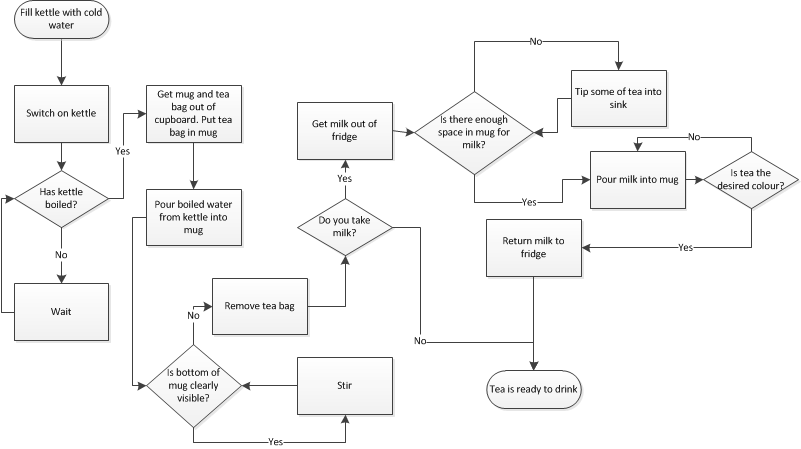 Fill kettle with cold
water
Switch on kettle
Has kettle
boiled?
No
Wait
Yes
Get mug and tea
bag out of
cupboard. Put tea
bag in mug
Pour boiled water
from kettle into
mug
Is bottom of
mug clearly
visible?
Yes
Stir
No
Remove tea bag
Do you take
milk?
Yes
No
Get milk out of
fridge
Is there enough
space in mug for
milk?
No
Tip some of tea into
sink
Yes
Pour milk into mug
Is tea the
desired colour?
No
Yes
Return milk to
fridge
Tea is ready to drink